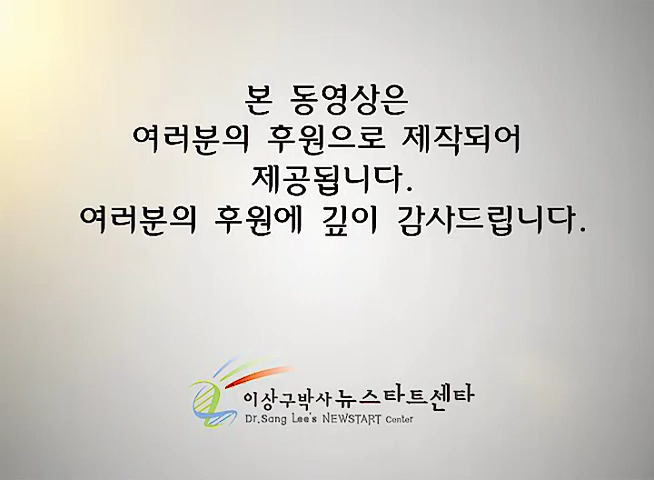 본 동영상은
여러분의 후원으로 제작되어
제공됩니다.
여러분의 후원에 깊이 감사드립니다.
이상구박사 뉴스타트센타
Dr.Sang Lee's NEWSTART Center